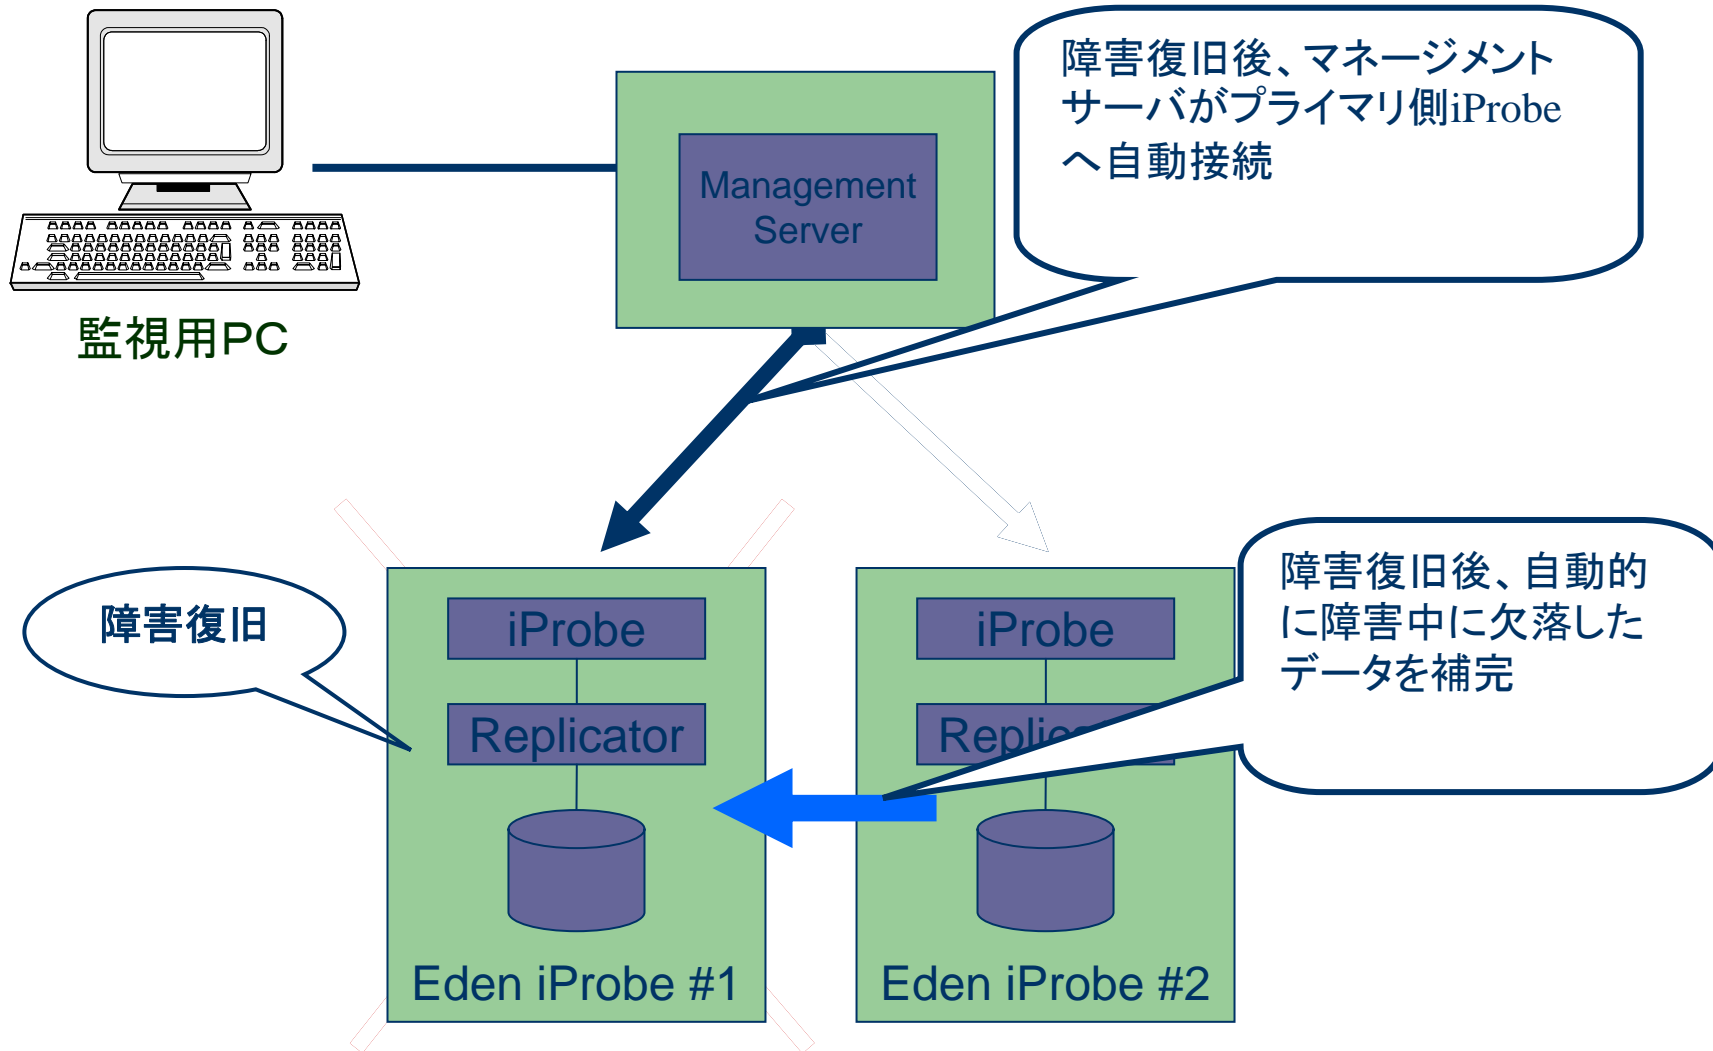 障害復旧後、マネージメント
サーバがプライマリ側iProbe
へ自動接続
Management
Server
監視用PC
障害復旧
iProbe
Replicator
Eden iProbe #1
iProbe
Eden iProbe #2
障害復旧後、自動的
に障害中に欠落した
データを補完